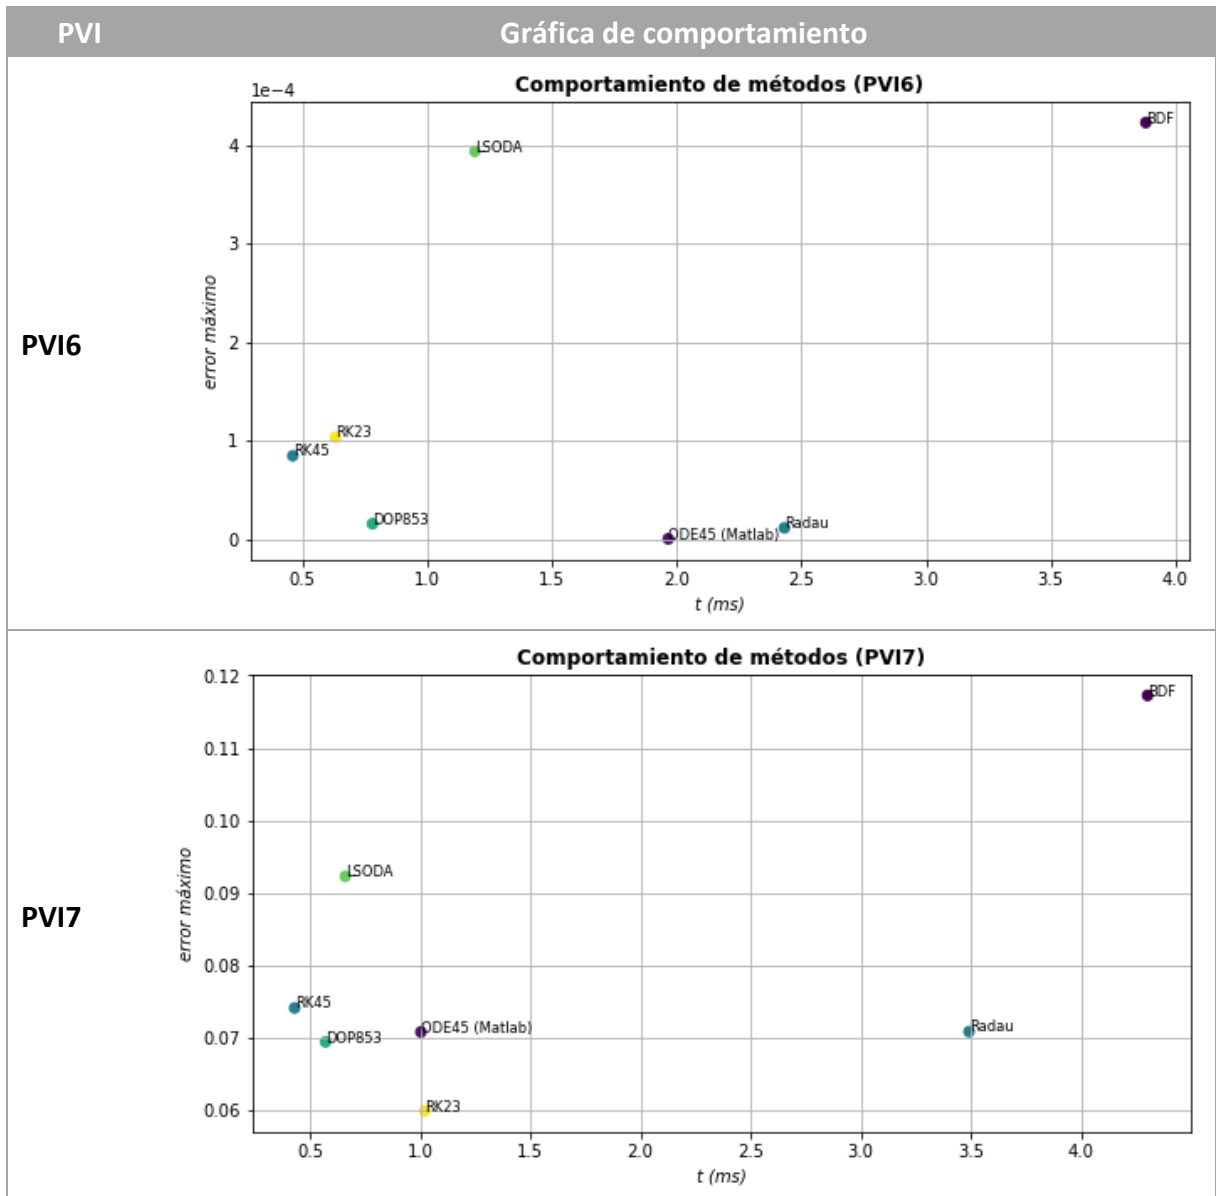 PVI Gráfica de comportamiento
Comportamiento de métodos (PVI6)
1e−4
BDF
4
LSODA
3
error máximo
PVI6
2
RK23
1
RK45
DOP853
Radau
ODE45 (Matlab)
0
0.5 1.0 1.5 2.0 2.5 3.0 3.5 4.0
t (ms)
Comportamiento de métodos (PVI7)
0.12
BDF
0.11
0.10
LSODA
0.09
error máximo
PVI7
0.08
RK45
ODE45 (Matlab)
Radau
DOP853
0.07
RK23
0.06
0.5 1.0 1.5 2.0 2.5 3.0 3.5 4.0
t (ms)